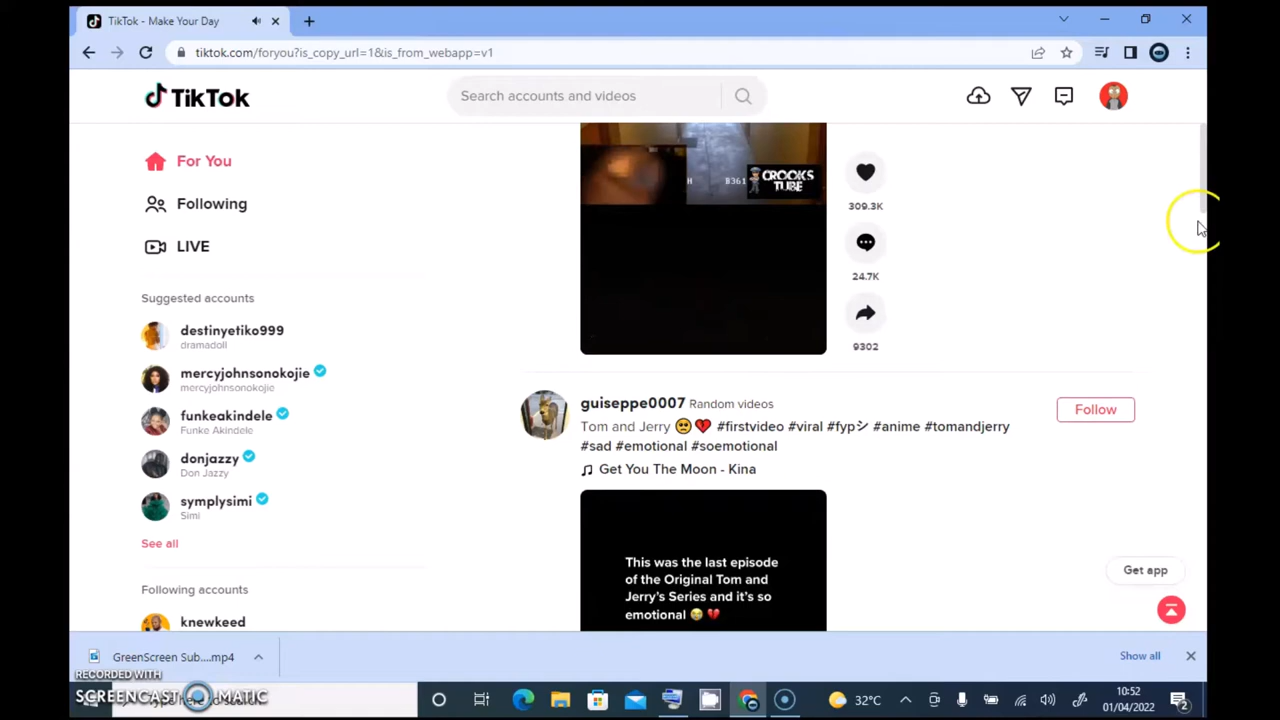 TikTok - Make Your Day
tiktok.com/foryou?is_copy_url=1&is_from_webapp=v1
TikTok
Search accounts and videos
For You
Following
LIVE
Suggested accounts
destinyetiko999
dramadoll
mercyjohnsonokojie
mercyjohnsonokojie
funkeakindele
Funke Akindele
donjazzy
Don Jazzy
symplysimi
Simi
See all
Following accounts
knewkeed
H B361
CROOKS
TUBE
309.3K
24.7K
9302
guiseppe0007 Random videos
Follow
Tom and Jerry 🥺💔 #firstvideo #viral #fypシ #anime #tomandjerry
#sad #emotional #soemotional
Get You The Moon - Kina
This was the last episode
of the Original Tom and
Jerry's Series and it's so
emotional 😢💔
Get app
GreenScreen Sub....mp4
Show all
RECORDED WITH
SCREENCAST MATIC
32°C
10:52
01/04/2022
2